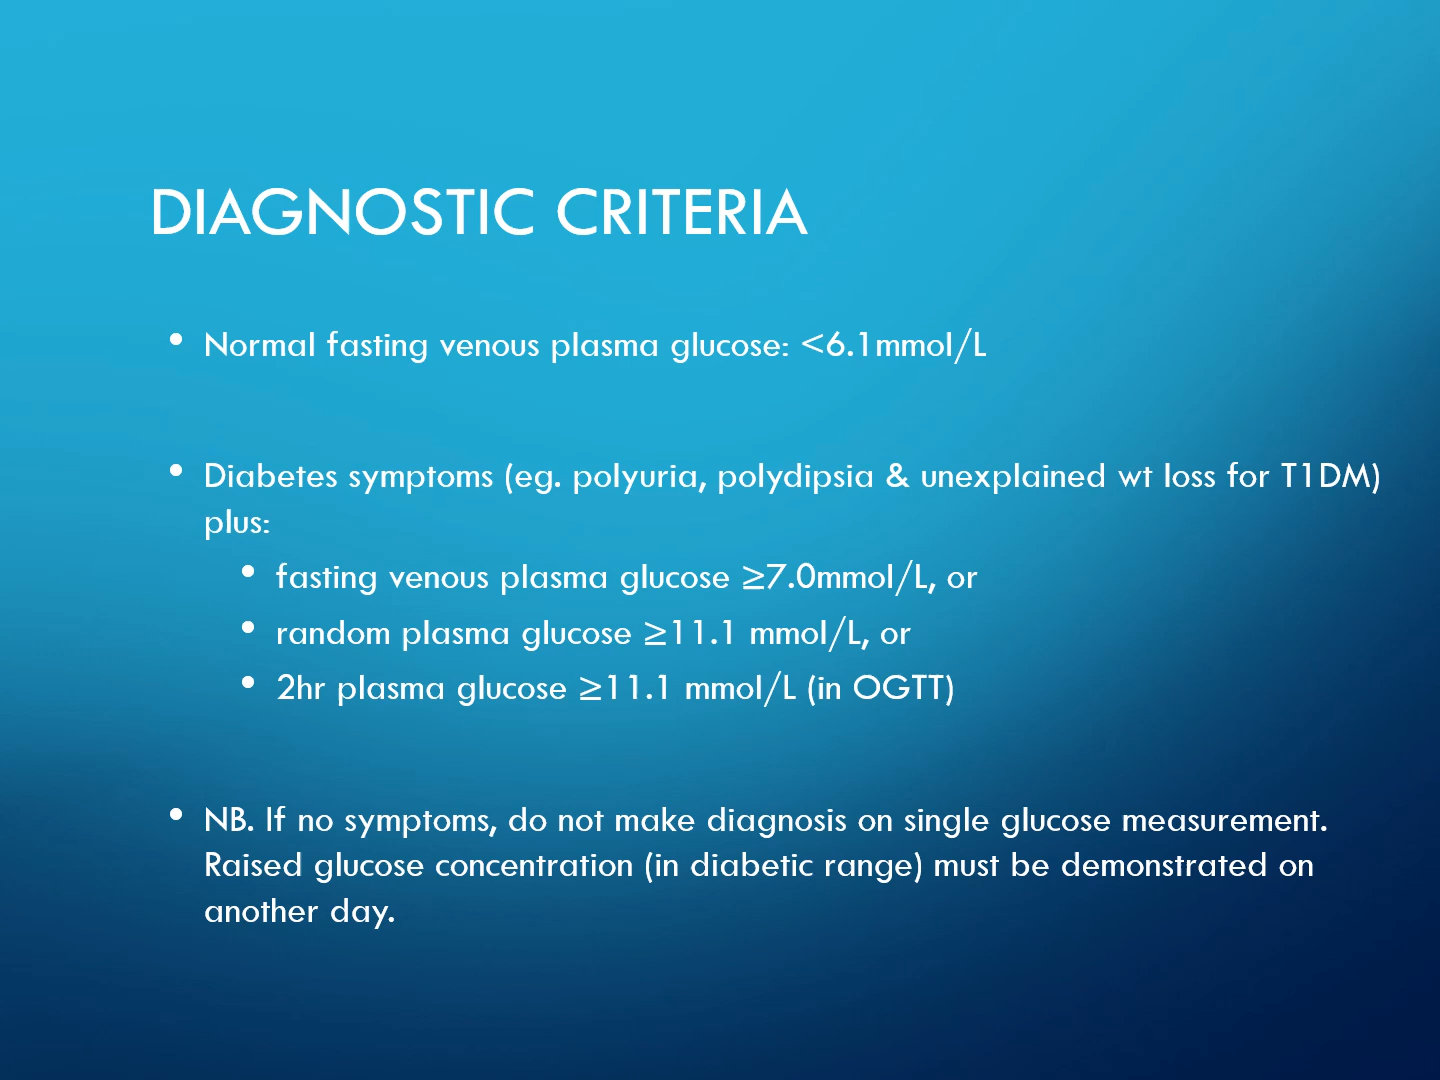 DIAGNOSTIC CRITERIA
• Normal fasting venous plasma glucose: <6.1mmol/L
• Diabetes symptoms (eg. polyuria, polydipsia & unexplained wt loss for T1DM)
plus:
• fasting venous plasma glucose ≥7.0mmol/L, or
• random plasma glucose ≥11.1 mmol/L, or
• 2hr plasma glucose ≥11.1 mmol/L (in OGTT)
• NB. If no symptoms, do not make diagnosis on single glucose measurement.
Raised glucose concentration (in diabetic range) must be demonstrated on
another day.